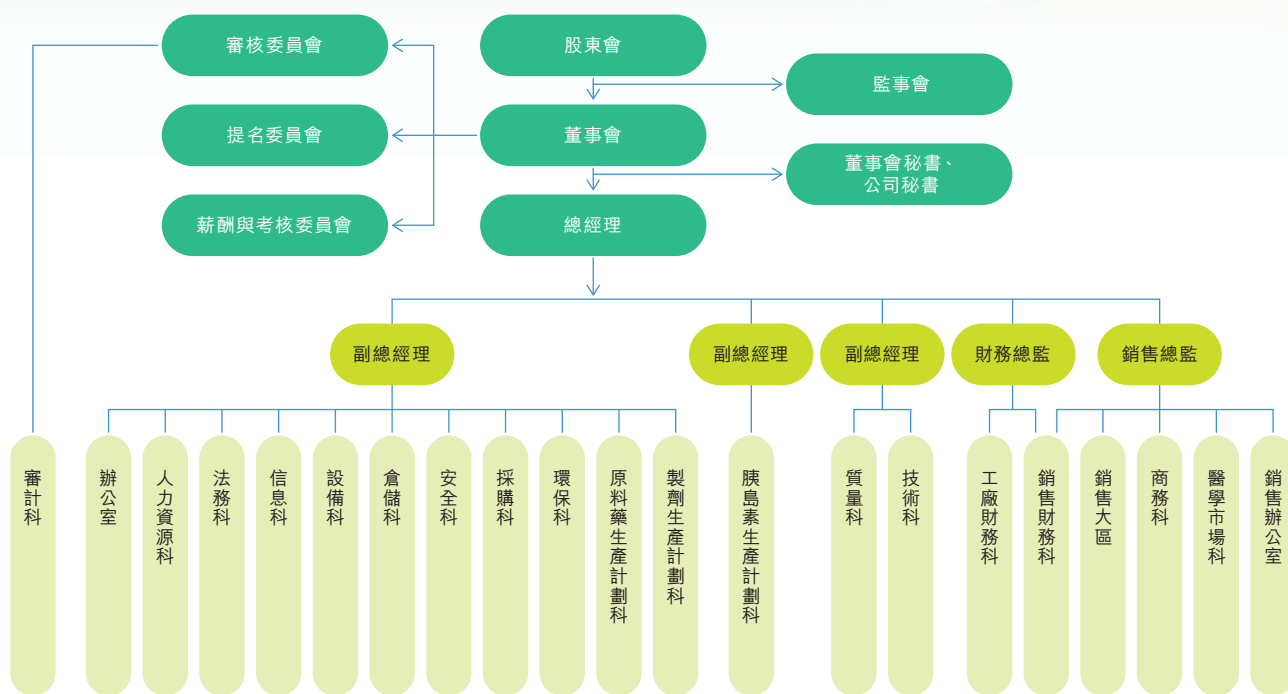 審核委員會
股東會
監事會
提名委員會
董事會
董事會秘書、
公司秘書
薪酬與考核委員會
總經理
副總經理
副總經理
副總經理
財務總監
銷售總監
審計科
辦公室
人力資源科
法務科
信息科
設備科
倉儲科
安全科
採購科
環保科
原料藥生產計劃科
製劑生產計劃科
胰島素生產計劃科
質量科
技術科
工廠財務科
銷售財務科
銷售大區
商務科
醫學市場科
銷售辦公室